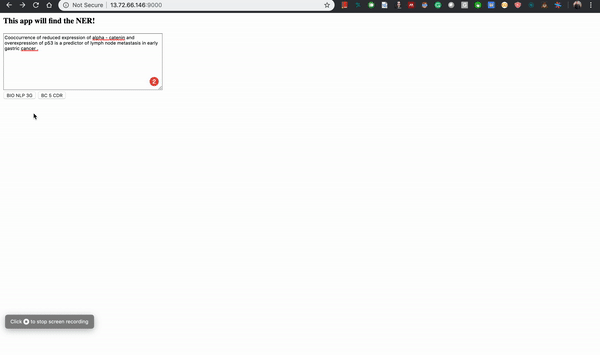 Not Secure | 13.72.66.146:9000
This app will find the NER!
Cooccurrence of reduced expression of alpha - catenin and
overexpression of p53 is a predictor of lymph node metastasis in early
gastric cancer .
2
BIO NLP 3G BC 5 CDR
Click to stop screen recording